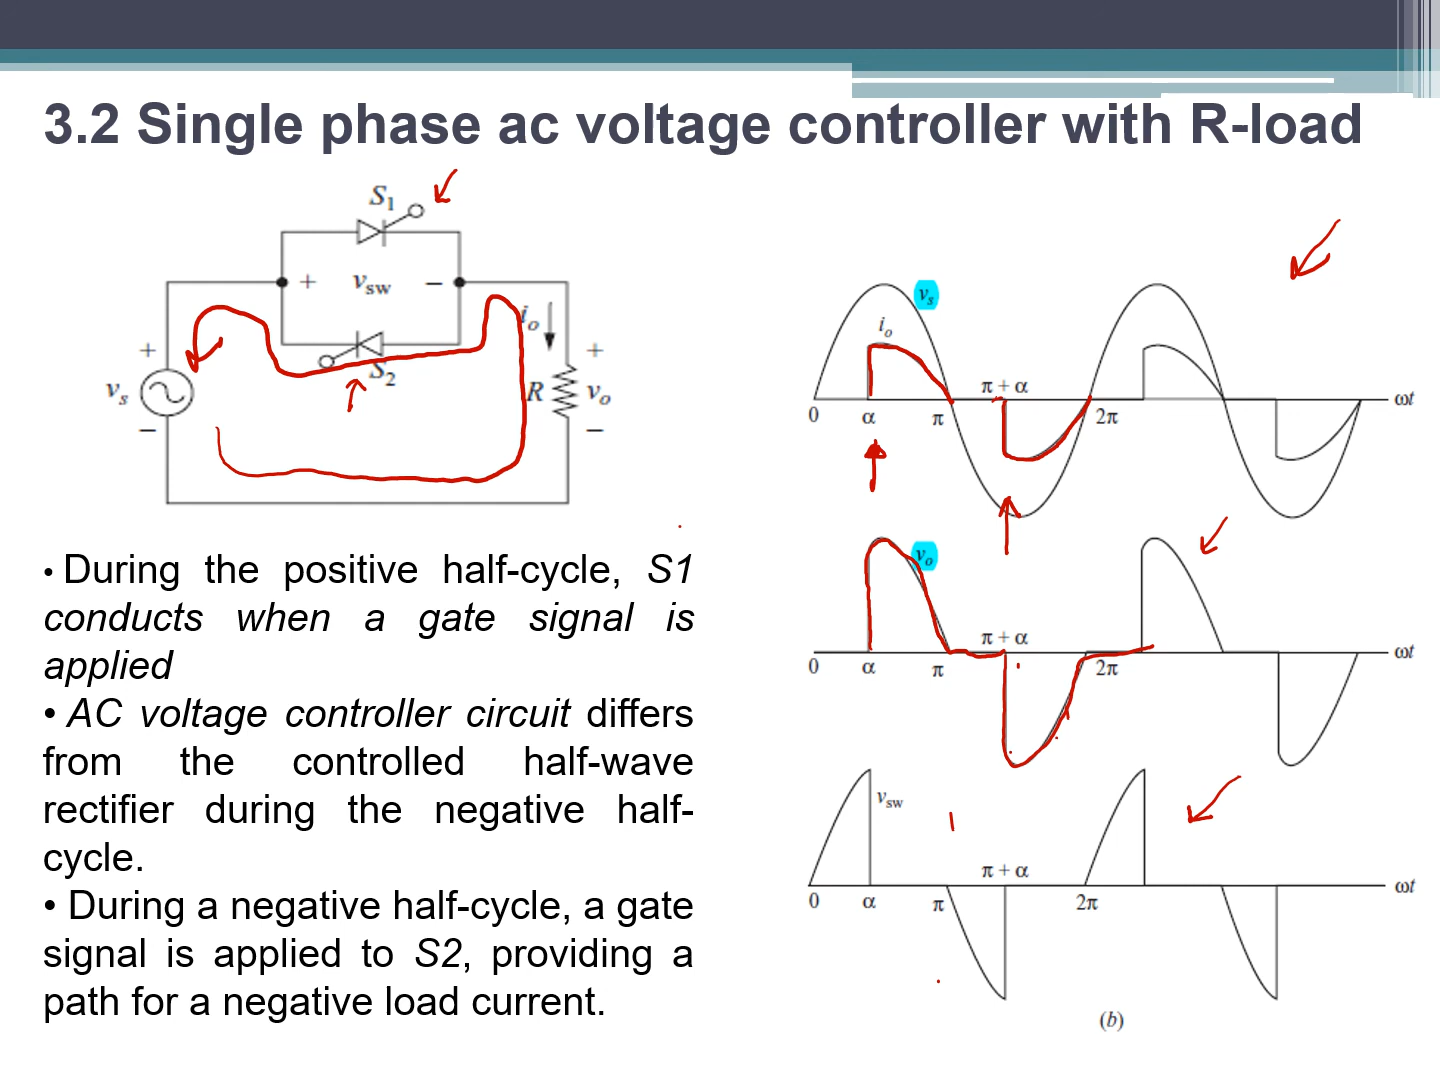 3.2 Single phase ac voltage controller with R-load
S1
+ vsw −
S2
io
+
vs
−
R
+
vo
−
• During the positive half-cycle, S1
conducts when a gate signal is
applied
• AC voltage controller circuit differs
from the controlled half-wave
rectifier during the negative half-
cycle.
• During a negative half-cycle, a gate
signal is applied to S2, providing a
path for a negative load current.
vs
io
π + α
0 α π 2π ωt
vo
π + α
0 α π 2π ωt
vsw
π + α
0 α π 2π ωt
(b)